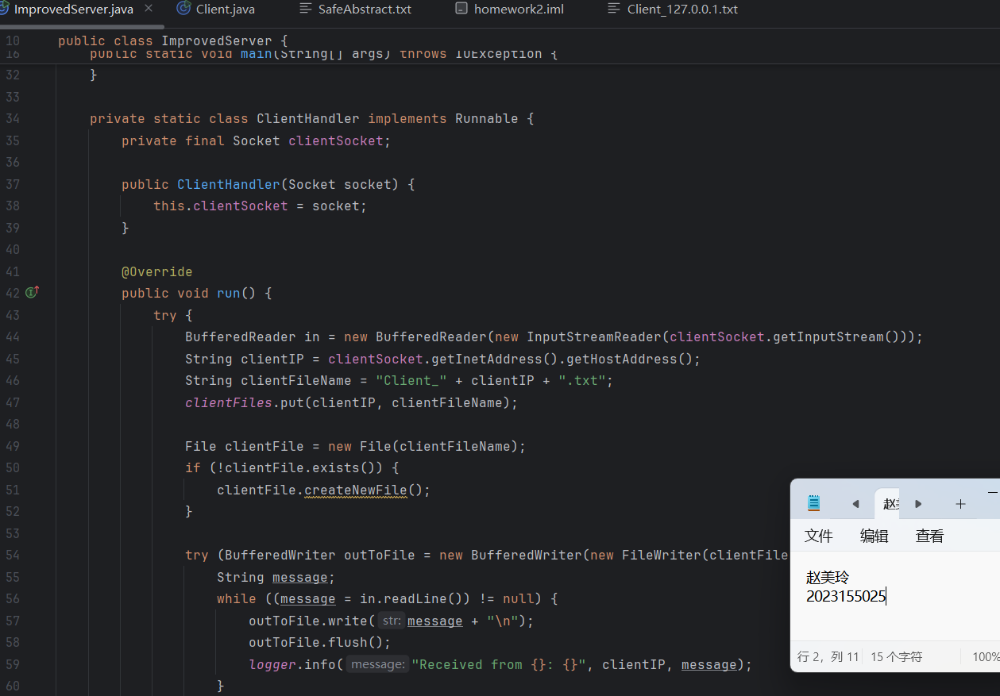 ImprovedServer.java
Client.java
SafeAbstract.txt
homework2.iml
Client_127.0.0.1.txt
10 public class ImprovedServer {
16 public static void main(String[] args) throws IOException {
32 }
33
34 private static class ClientHandler implements Runnable {
35 private final Socket clientSocket;
36
37 public ClientHandler(Socket socket) {
38 this.clientSocket = socket;
39 }
40
41 @Override
42 public void run() {
43 try {
44 BufferedReader in = new BufferedReader(new InputStreamReader(clientSocket.getInputStream()));
45 String clientIP = clientSocket.getInetAddress().getHostAddress();
46 String clientFileName = "Client_" + clientIP + ".txt";
47 clientFiles.put(clientIP, clientFileName);
48
49 File clientFile = new File(clientFileName);
50 if (!clientFile.exists()) {
51 clientFile.createNewFile();
52 }
53
54 try (BufferedWriter outToFile = new BufferedWriter(new FileWriter(clientFile
55 String message;
56 while ((message = in.readLine()) != null) {
57 outToFile.write( str: message + "\n");
58 outToFile.flush();
59 logger.info( message: "Received from {}: {}", clientIP, message);
60 }
赵美
文件 编辑 查看
赵美玲
2023155025
行 2，列 11 15 个字符 100%